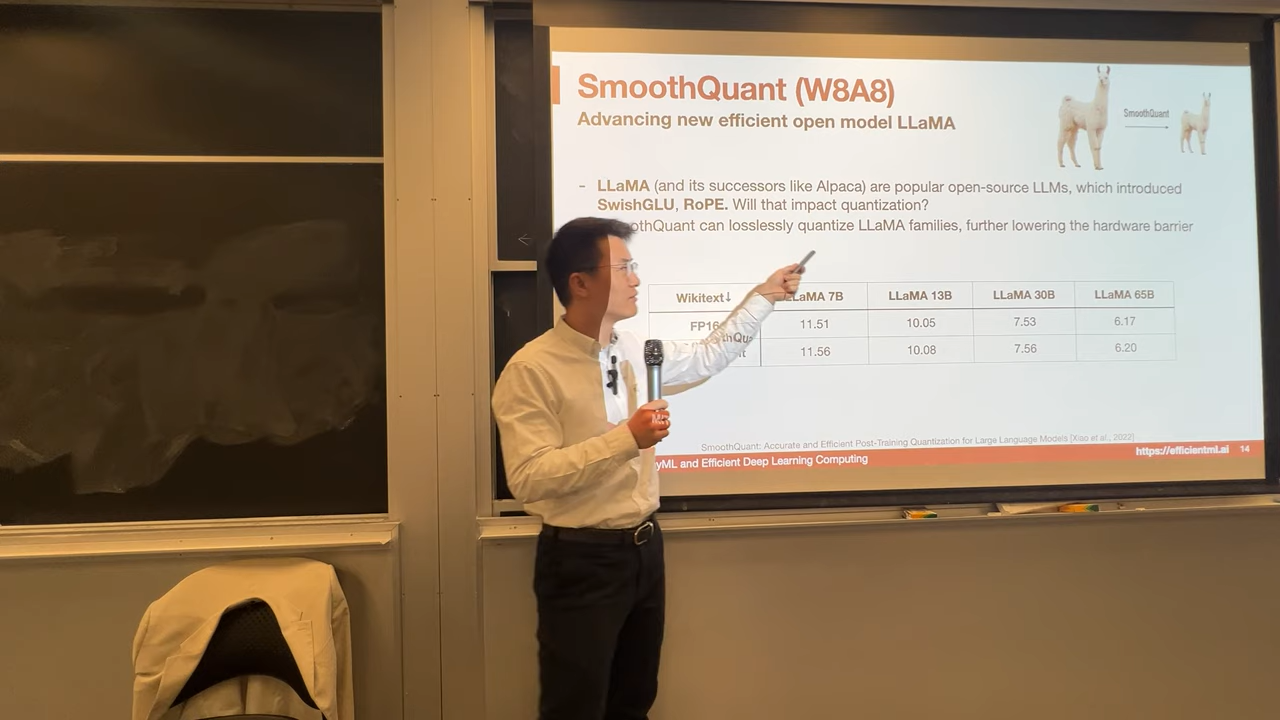 SmoothQuant (W8A8)
Advancing new efficient open model LLaMA
SmoothQuant
- LLaMA (and its successors like Alpaca) are popular open-source LLMs, which introduced
SwishGLU, RoPE. Will that impact quantization?
othQuant can losslessly quantize LLaMA families, further lowering the hardware barrier
Wikitext↓ LLaMA 7B LLaMA 13B LLaMA 30B LLaMA 65B
FP16 11.51 10.05 7.53 6.17
11.56 10.08 7.56 6.20
SmoothQuant: Accurate and Efficient Post-Training Quantization for Large Language Models [Xiao et al., 2022]
yML and Efficient Deep Learning Computing
https://efficientml.ai 14